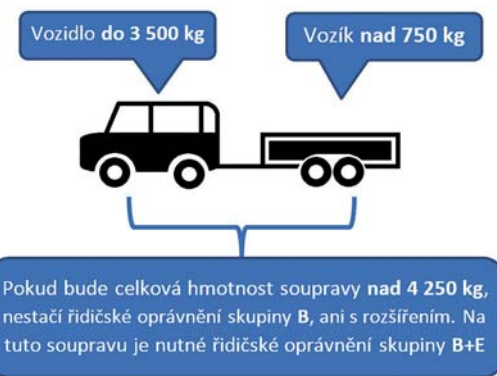 Vozidlo do 3 500 kg
Vozík nad 750 kg
Pokud bude celková hmotnost soupravy nad 4 250 kg,
nestačí řidičské oprávnění skupiny B, ani s rozšířením. Na
tuto soupravu je nutné řidičské oprávnění skupiny B+E